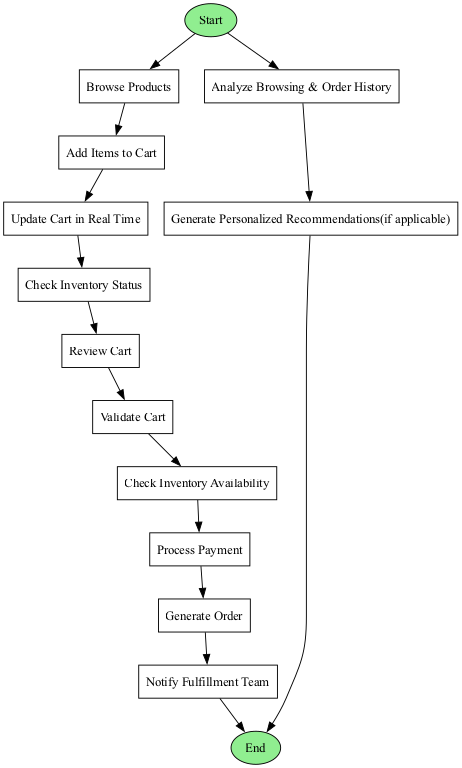 Start
Browse Products
Analyze Browsing & Order History
Add Items to Cart
Update Cart in Real Time
Generate Personalized Recommendations(if applicable)
Check Inventory Status
Review Cart
Validate Cart
Check Inventory Availability
Process Payment
Generate Order
Notify Fulfillment Team
End